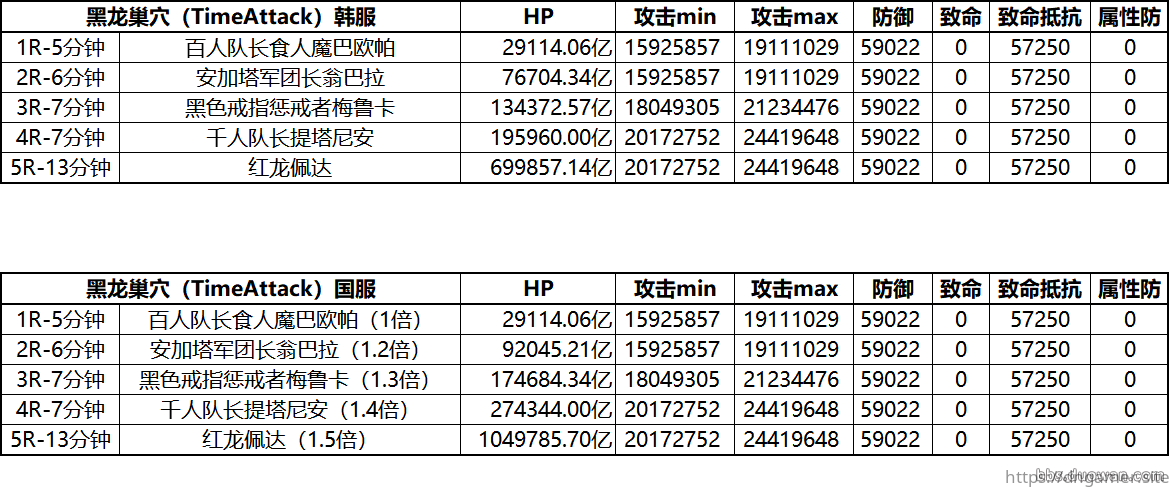 黑龙巢穴（TimeAttack）韩服 HP 攻击min 攻击max 防御 致命 致命抵抗 属性防
1R-5分钟 百人队长食人魔巴欧帕 29114.06亿 15925857 19111029 59022 0 57250 0
2R-6分钟 安加塔军团长翁巴拉 76704.34亿 15925857 19111029 59022 0 57250 0
3R-7分钟 黑色戒指惩戒者梅鲁卡 134372.57亿 18049305 21234476 59022 0 57250 0
4R-7分钟 千人队长提塔尼安 195960.00亿 20172752 24419648 59022 0 57250 0
5R-13分钟 红龙佩达 699857.14亿 20172752 24419648 59022 0 57250 0
黑龙巢穴（TimeAttack）国服 HP 攻击min 攻击max 防御 致命 致命抵抗 属性防
1R-5分钟 百人队长食人魔巴欧帕（1倍） 29114.06亿 15925857 19111029 59022 0 57250 0
2R-6分钟 安加塔军团长翁巴拉（1.2倍） 92045.21亿 15925857 19111029 59022 0 57250 0
3R-7分钟 黑色戒指惩戒者梅鲁卡（1.3倍） 174684.34亿 18049305 21234476 59022 0 57250 0
4R-7分钟 千人队长提塔尼安（1.4倍） 274344.00亿 20172752 24419648 59022 0 57250 0
5R-13分钟 红龙佩达（1.5倍） 1049785.70亿 20172752 24419648 59022 0 57250 0
https://dngamer.site